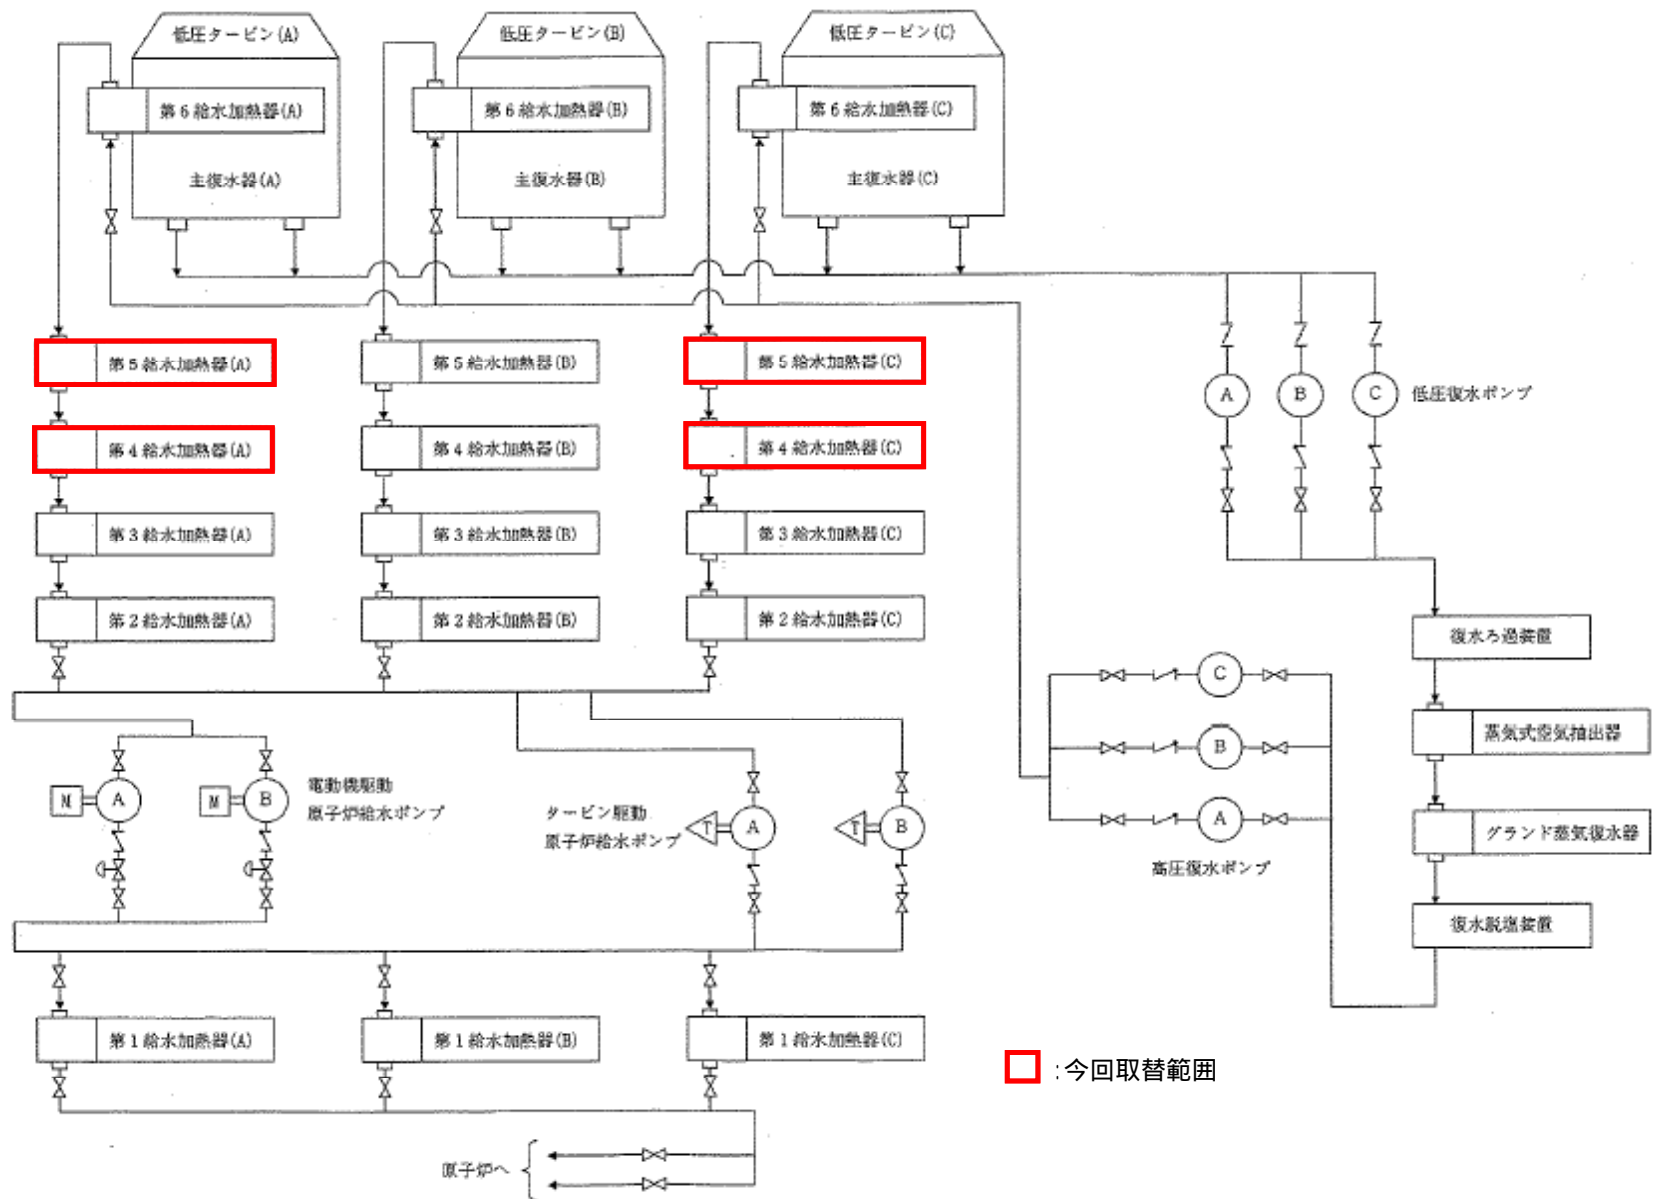 低圧タービン(A)
低圧タービン(B)
低圧タービン(C)
第6給水加熱器(A)
第6給水加熱器(B)
第6給水加熱器(C)
主復水器(A)
主復水器(B)
主復水器(C)
第5給水加熱器(A)
第5給水加熱器(B)
第5給水加熱器(C)
A
B
C
低圧復水ポンプ
第4給水加熱器(A)
第4給水加熱器(B)
第4給水加熱器(C)
第3給水加熱器(A)
第3給水加熱器(B)
第3給水加熱器(C)
第2給水加熱器(A)
第2給水加熱器(B)
第2給水加熱器(C)
復水ろ過装置
C
蒸気式空気抽出器
B
M
A
M
B
電動機駆動
原子炉給水ポンプ
タービン駆動
原子炉給水ポンプ
T
A
T
B
A
グランド蒸気復水器
高圧復水ポンプ
復水脱塩装置
第1給水加熱器(A)
第1給水加熱器(B)
第1給水加熱器(C)
:今回取替範囲
原子炉へ